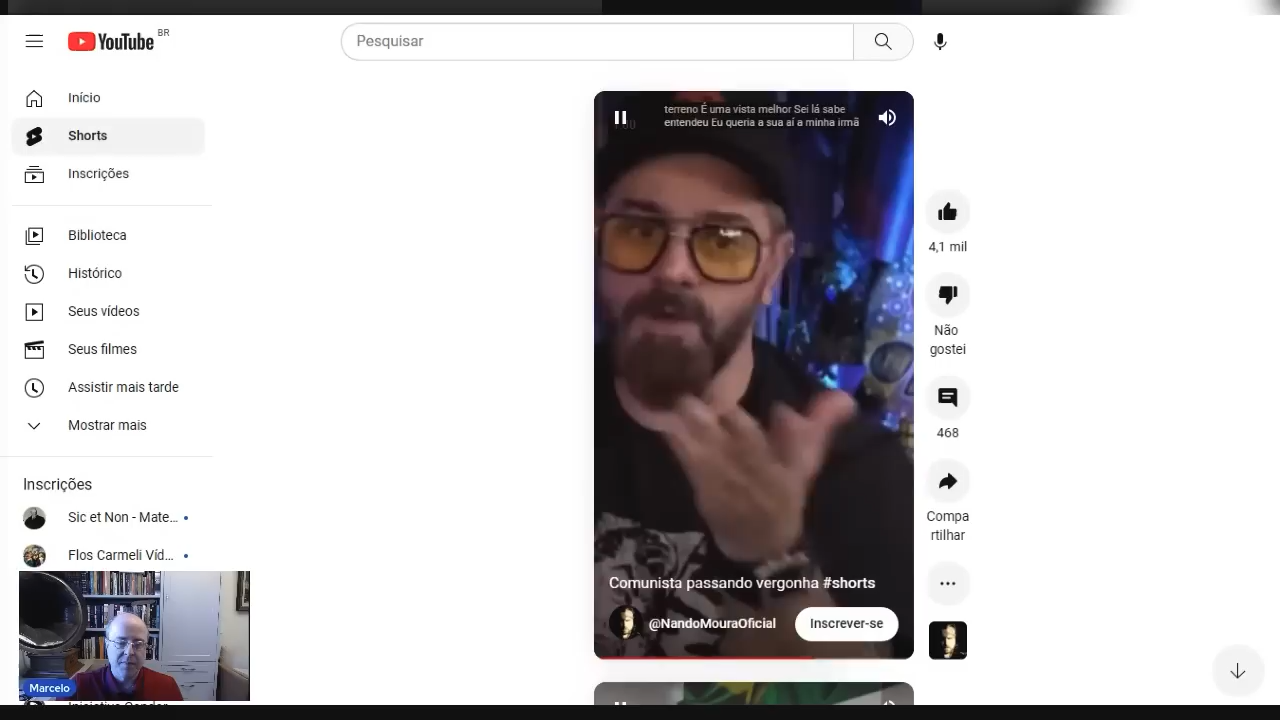 YouTube BR
Pesquisar
Início
Shorts
Inscrições
Biblioteca
Histórico
Seus vídeos
Seus filmes
Assistir mais tarde
Mostrar mais
Inscrições
Sic et Non - Mate...
Flos Carmeli Víd...
Marcelo
terreno É uma vista melhor Sei lá sabe
entendeu Eu queria a sua aí a minha irmã
Comunista passando vergonha #shorts
@NandoMouraOficial
Inscrever-se
4,1 mil
Não
gostei
468
Compa
rtilhar